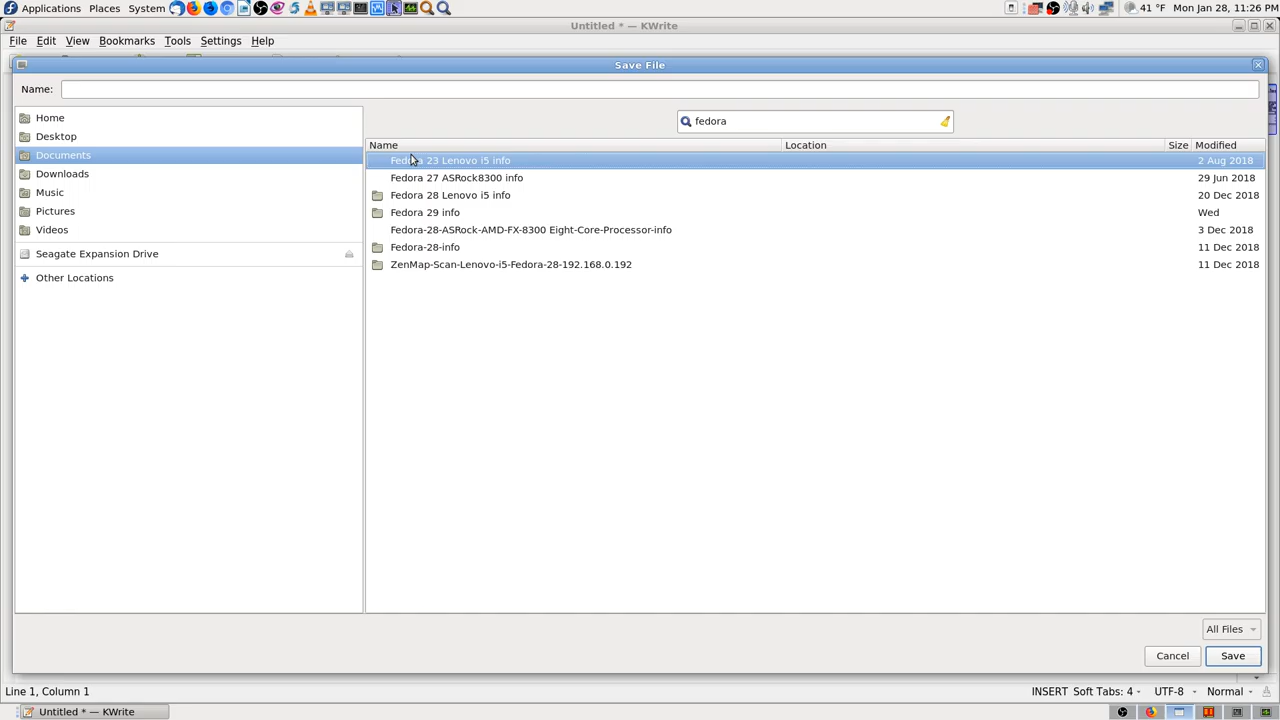 Applications Places System 41 °F Mon Jan 28, 11:26 PM
Untitled * — KWrite
File Edit View Bookmarks Tools Settings Help
Save File
Name:
Home
Desktop
Documents
Downloads
Music
Pictures
Videos
Seagate Expansion Drive
Other Locations
fedora
Name Location Size Modified
Fedora 23 Lenovo i5 info 2 Aug 2018
Fedora 27 ASRock8300 info 29 Jun 2018
Fedora 28 Lenovo i5 info 20 Dec 2018
Fedora 29 info Wed
Fedora-28-ASRock-AMD-FX-8300 Eight-Core-Processor-info 3 Dec 2018
Fedora-28-info 11 Dec 2018
ZenMap-Scan-Lenovo-i5-Fedora-28-192.168.0.192 11 Dec 2018
All Files
Cancel Save
Line 1, Column 1 INSERT Soft Tabs: 4 UTF-8 Normal
Untitled * — KWrite